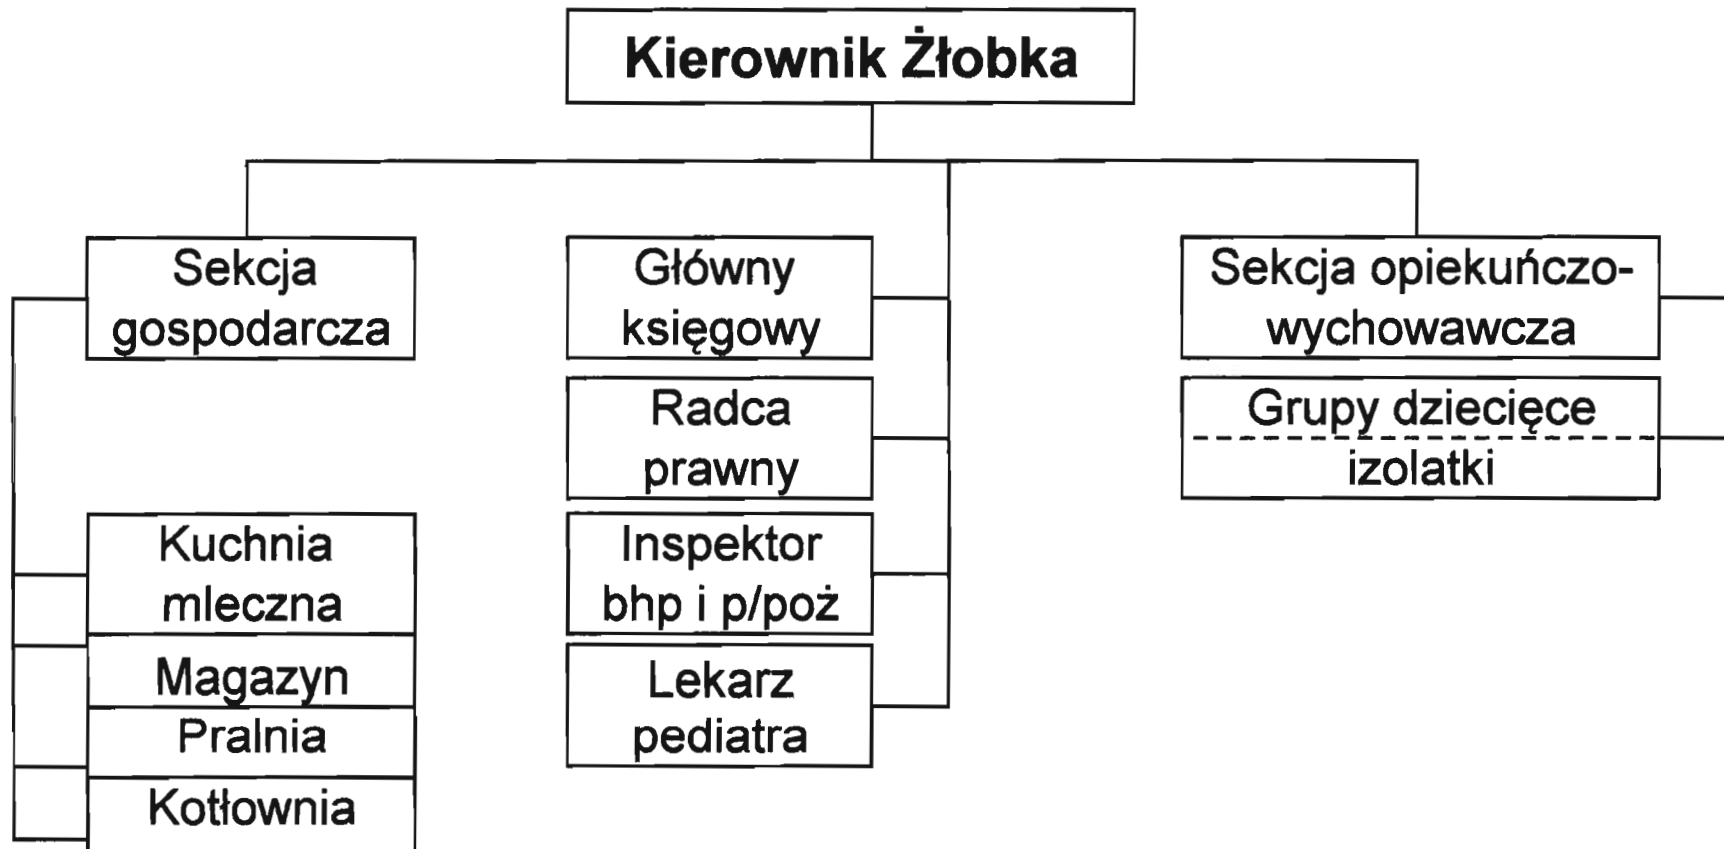 Kierownik Żłobka
Sekcja
gospodarcza
Kuchnia
mleczna
Magazyn
Pralnia
Kotłownia
Główny
księgowy
Radca
prawny
Inspektor
bhp i p/poż
Lekarz
pediatra
Sekcja opiekuńczo-
wychowawcza
Grupy dziecięce
izolatki